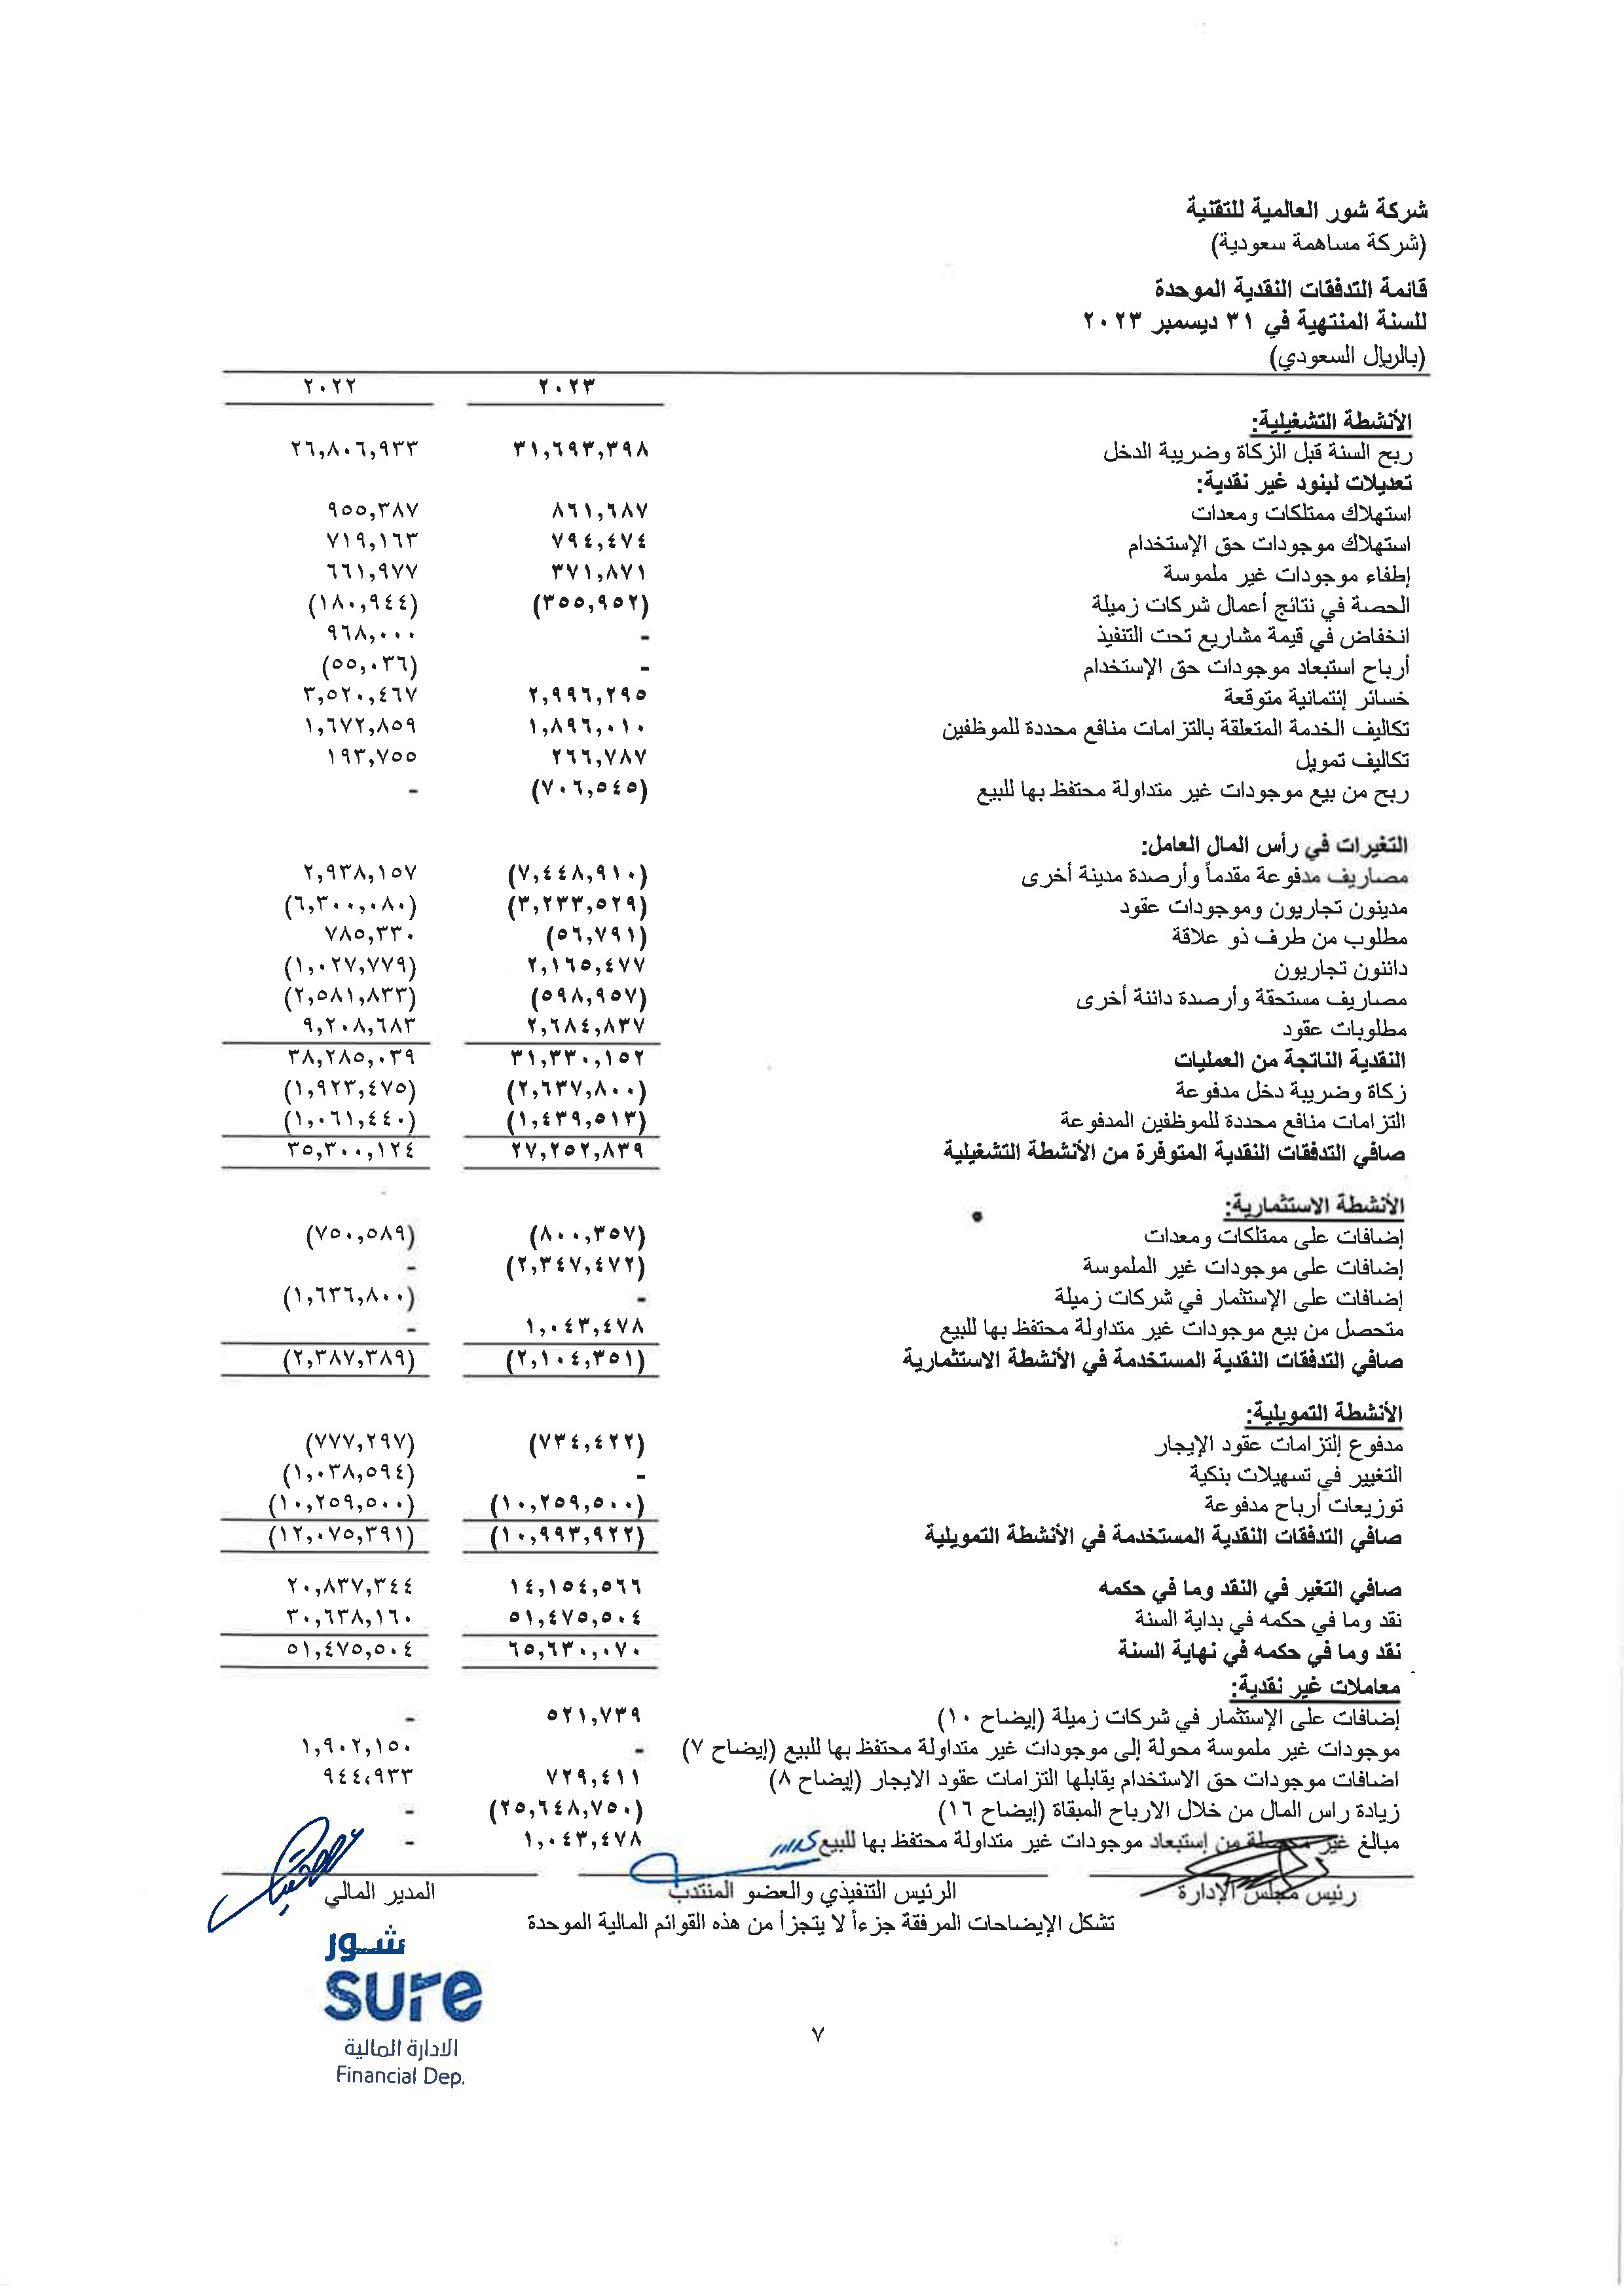 شركة شور العالمية للتقنية
(شركة مساهمة سعودية)
قائمة التدفقات النقدية الموحدة
للسنة المنتهية في ٣١ ديسمبر ٢٠٢٣
(بالريال السعودي)
٢٠٢٣ ٢٠٢٢
الأنشطة التشغيلية:
ربح السنة قبل الزكاة وضريبة الدخل ٣١,٦٩٣,٣٩٨ ٢٦,٨٠٦,٩٣٣
تعديلات لبنود غير نقدية:
استهلاك ممتلكات ومعدات ٨٦١,٦٨٧ ٩٥٥,٣٨٧
استهلاك موجودات حق الإستخدام ٧٩٤,٤٧٤ ٧١٩,١٦٣
إطفاء موجودات غير ملموسة ٣٧١,٨٧١ ٦٦١,٩٧٧
الحصة في نتائج أعمال شركات زميلة (٣٥٥,٩٥٢) (١٨٠,٩٤٤)
انخفاض في قيمة مشاريع تحت التنفيذ - ٩٦٨,٠٠٠
أرباح استبعاد موجودات حق الإستخدام - (٥٥,٠٣٦)
خسائر إئتمانية متوقعة ٢,٩٩٦,٢٩٥ ٣,٥٢٠,٤٦٧
تكاليف الخدمة المتعلقة بالتزامات منافع محددة للموظفين ١,٨٩٦,٠١٠ ١,٦٧٢,٨٥٩
تكاليف تمويل ٢٦٦,٧٨٧ ١٩٣,٧٥٥
ربح من بيع موجودات غير متداولة محتفظ بها للبيع (٧٠٦,٥٤٥) -
التغيرات في رأس المال العامل:
مصاريف مدفوعة مقدماً وأرصدة مدينة أخرى (٧,٤٤٨,٩١٠) ٢,٩٣٨,١٥٧
مدينون تجاريون وموجودات عقود (٣,٢٣٣,٥٢٩) (٦,٣٠٠,٠٨٠)
مطلوب من طرف ذو علاقة (٥٦,٧٩١) ٧٨٥,٣٣٠
دائنون تجاريون ٢,١٦٥,٤٧٧ (١,٠٢٧,٧٧٩)
مصاريف مستحقة وأرصدة دائنة أخرى (٥٩٨,٩٥٧) (٢,٥٨١,٨٣٣)
مطلوبات عقود ٢,٦٨٤,٨٣٧ ٩,٢٠٨,٦٨٣
النقدية الناتجة من العمليات ٣١,٣٣٠,١٥٢ ٣٨,٢٨٥,٠٣٩
زكاة وضريبة دخل مدفوعة (٢,٦٣٧,٨٠٠) (١,٩٢٣,٤٧٥)
التزامات منافع محددة للموظفين المدفوعة (١,٤٣٩,٥١٣) (١,٠٦١,٤٤٠)
صافي التدفقات النقدية المتوفرة من الأنشطة التشغيلية ٢٧,٢٥٢,٨٣٩ ٣٥,٣٠٠,١٢٤
الأنشطة الاستثمارية:
إضافات على ممتلكات ومعدات (٨٠٠,٣٥٧) (٧٥٠,٥٨٩)
إضافات على موجودات غير الملموسة (٢,٣٤٧,٤٧٢) -
إضافات على الإستثمار في شركات زميلة - (١,٦٣٦,٨٠٠)
متحصل من بيع موجودات غير متداولة محتفظ بها للبيع ١,٠٤٣,٤٧٨ -
صافي التدفقات النقدية المستخدمة في الأنشطة الاستثمارية (٢,١٠٤,٣٥١) (٢,٣٨٧,٣٨٩)
الأنشطة التمويلية:
مدفوع إلتزامات عقود الإيجار (٧٣٤,٤٢٢) (٧٧٧,٢٩٧)
التغيير في تسهيلات بنكية - (١,٠٣٨,٥٩٤)
توزيعات أرباح مدفوعة (١٠,٢٥٩,٥٠٠) (١٠,٢٥٩,٥٠٠)
صافي التدفقات النقدية المستخدمة في الأنشطة التمويلية (١٠,٩٩٣,٩٢٢) (١٢,٠٧٥,٣٩١)
صافي التغير في النقد وما في حكمه ١٤,١٥٤,٥٦٦ ٢٠,٨٣٧,٣٤٤
نقد وما في حكمه في بداية السنة ٥١,٤٧٥,٥٠٤ ٣٠,٦٣٨,١٦٠
نقد وما في حكمه في نهاية السنة ٦٥,٦٣٠,٠٧٠ ٥١,٤٧٥,٥٠٤
معاملات غير نقدية:
إضافات على الإستثمار في شركات زميلة (إيضاح ١٠) ٥٢١,٧٣٩ -
موجودات غير ملموسة محولة إلى موجودات غير متداولة محتفظ بها للبيع (إيضاح ٧) - ١,٩٠٢,١٥٠
اضافات موجودات حق الاستخدام يقابلها التزامات عقود الايجار (إيضاح ٨) ٧٢٩,٤١١ ٩٤٤,٩٣٣
زيادة راس المال من خلال الارباح المبقاة (إيضاح ١٦) (٢٥,٦٤٨,٧٥٠) -
مبالغ غير محصلة من إستبعاد موجودات غير متداولة محتفظ بها للبيع ١,٠٤٣,٤٧٨ -
رئيس مجلس الإدارة الرئيس التنفيذي والعضو المنتدب المدير المالي
تشكل الإيضاحات المرفقة جزءاً لا يتجزأ من هذه القوائم المالية الموحدة
شور
sure
الادارة المالية
Financial Dep.
٧